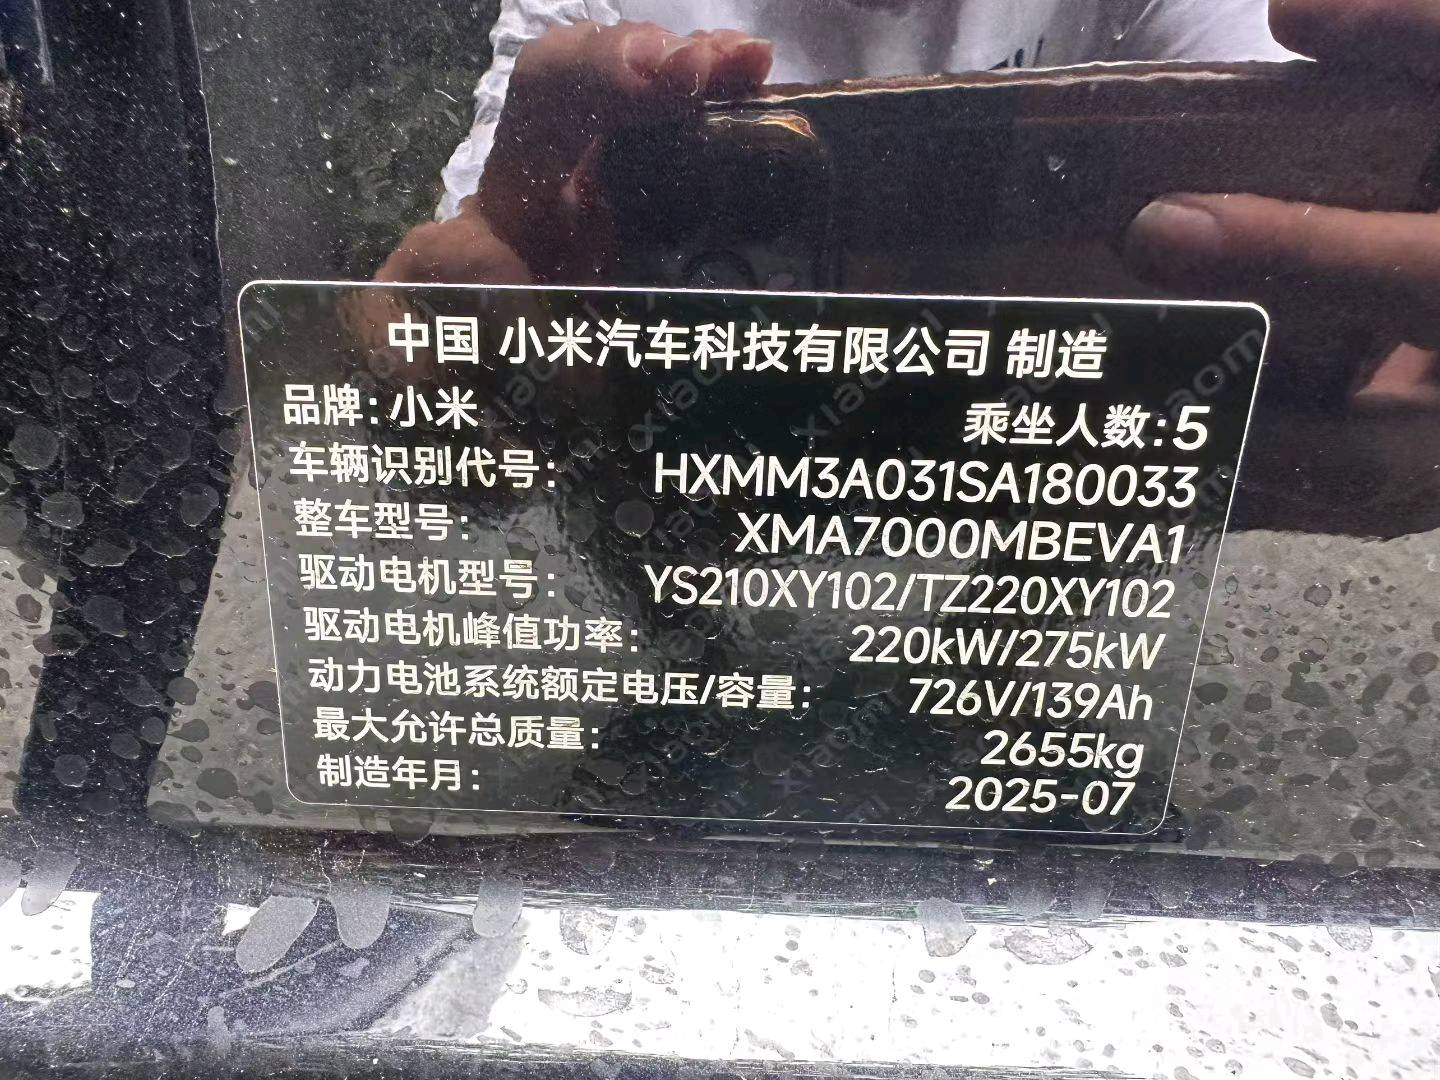 中国 小米汽车科技有限公司 制造
品牌：小米 乘坐人数：5
车辆识别代号： HXMM3A031SA180033
整车型号： XMA7000MBEVA1
驱动电机型号： YS210XY102/TZ220XY102
驱动电机峰值功率： 220kW/275kW
动力电池系统额定电压/容量： 726V/139Ah
最大允许总质量： 2655kg
制造年月： 2025-07